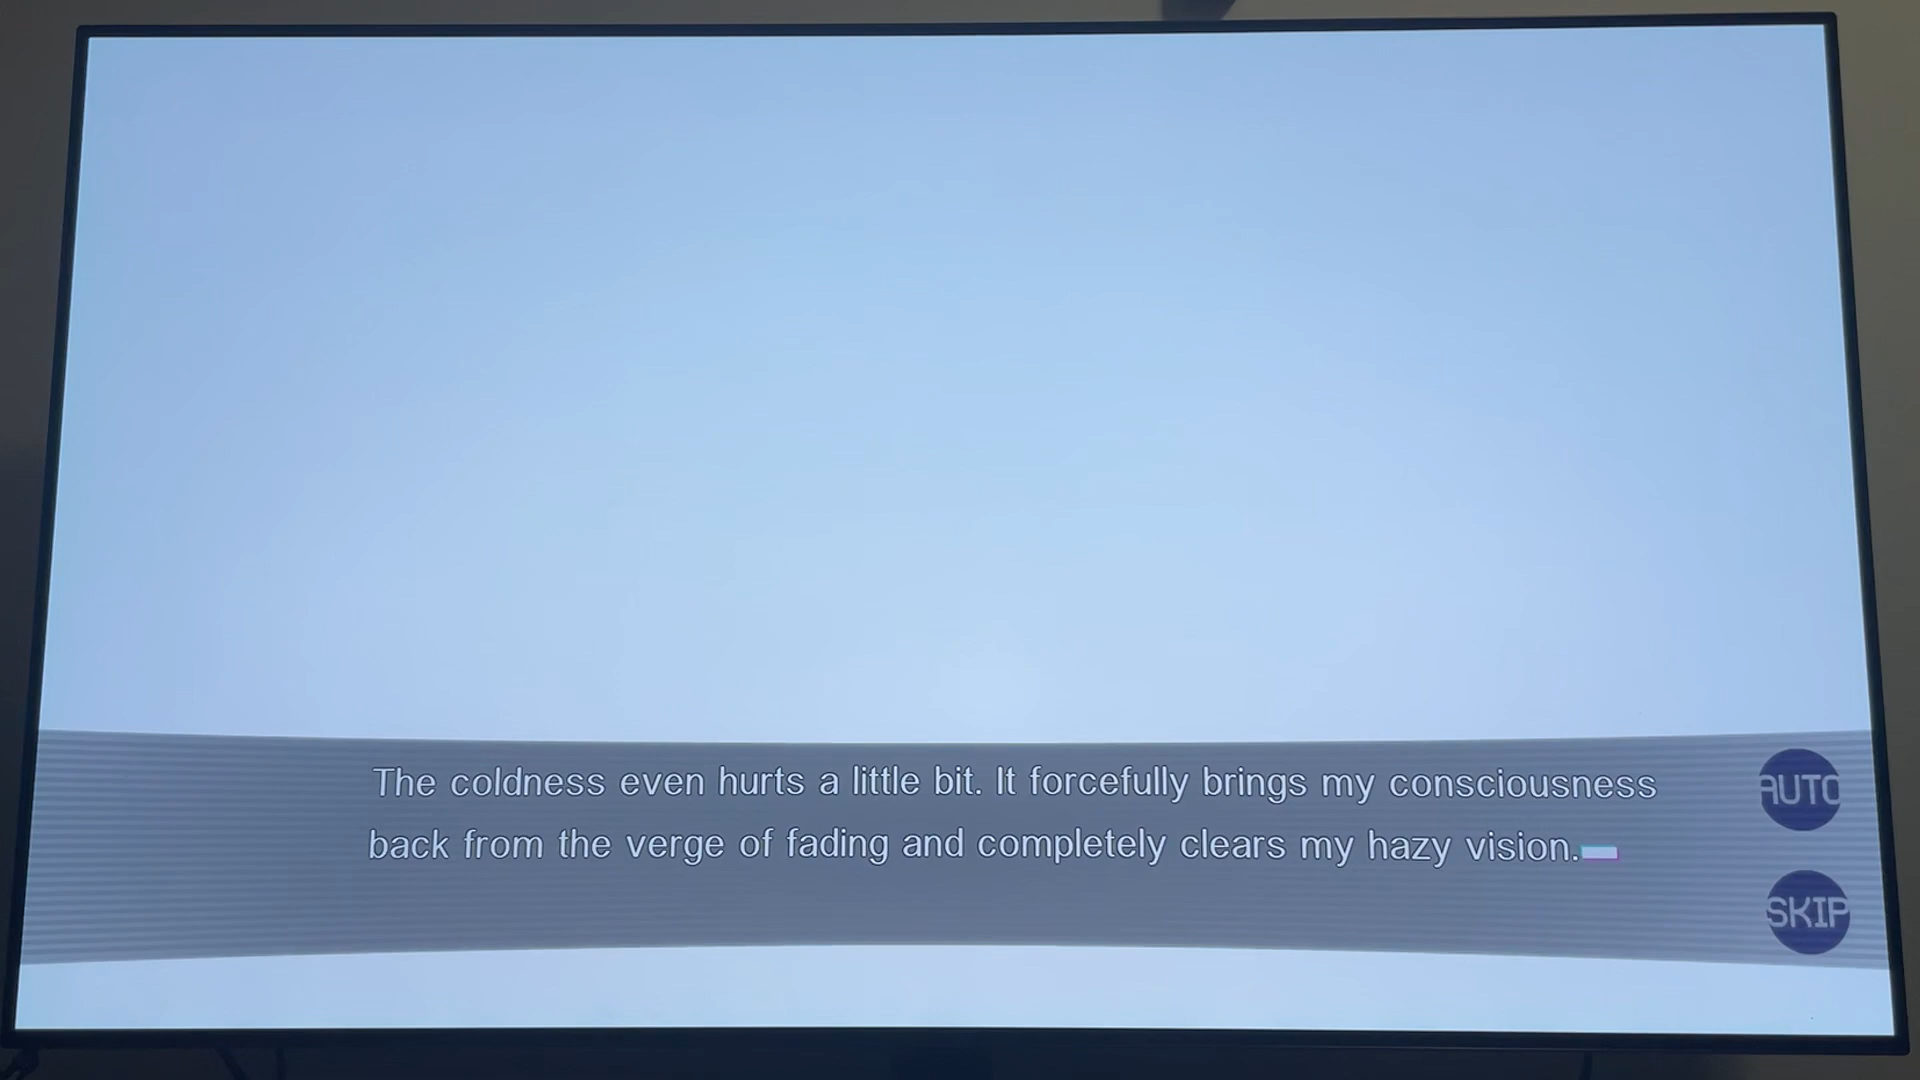 The coldness even hurts a little bit. It forcefully brings my consciousness
back from the verge of fading and completely clears my hazy vision.
AUTO
SKIP